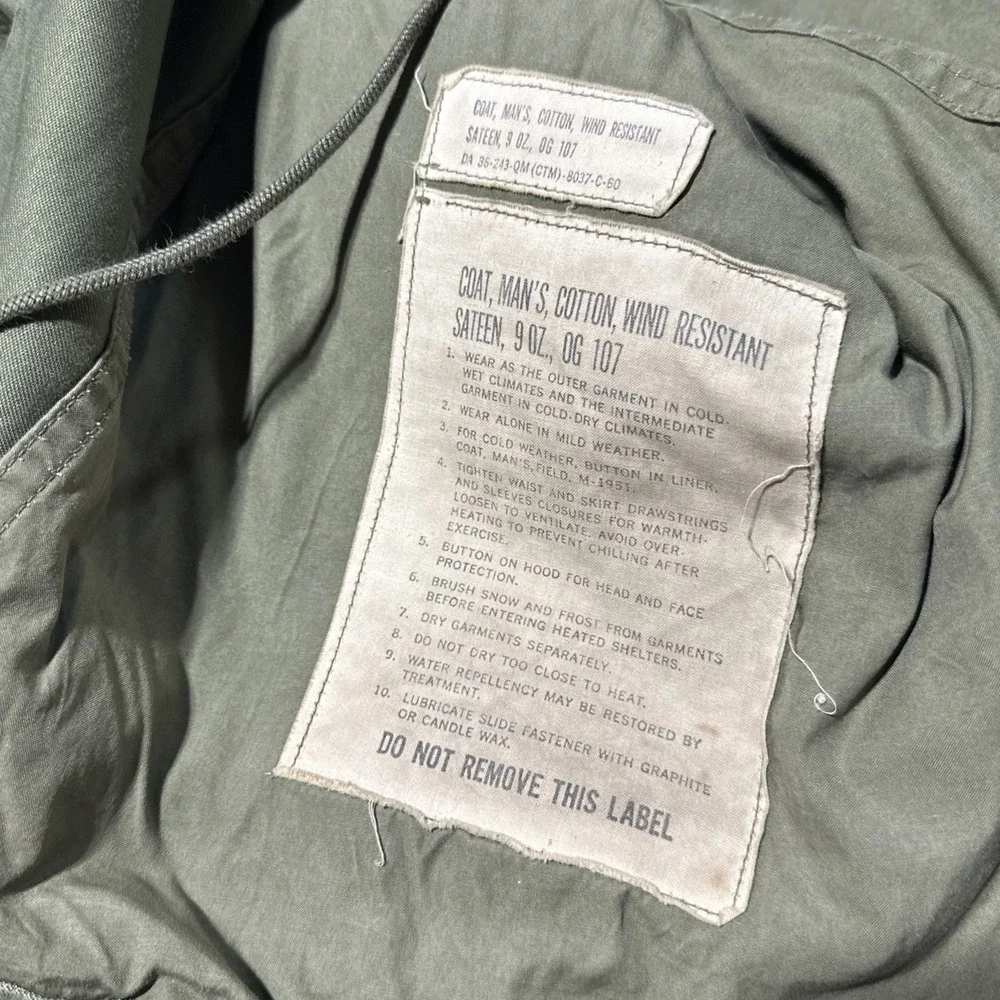 COAT, MAN'S, COTTON, WIND RESISTANT
SATEEN, 9 OZ., OG 107
DA 36-243-QM (CTM)-8037-C-60
COAT, MAN'S, COTTON, WIND RESISTANT
SATEEN, 9 OZ., OG 107
1. WEAR AS THE OUTER GARMENT IN COLD-
WET CLIMATES AND THE INTERMEDIATE
GARMENT IN COLD-DRY CLIMATES.
2. WEAR ALONE IN MILD WEATHER.
3. FOR COLD WEATHER, BUTTON IN LINER,
COAT, MAN'S, FIELD, M-1951.
4. TIGHTEN WAIST AND SKIRT DRAWSTRINGS
AND SLEEVES CLOSURES FOR WARMTH-
LOOSEN TO VENTILATE. AVOID OVER-
HEATING TO PREVENT CHILLING AFTER
EXERCISE.
5. BUTTON ON HOOD FOR HEAD AND FACE
PROTECTION.
6. BRUSH SNOW AND FROST FROM GARMENTS
BEFORE ENTERING HEATED SHELTERS.
7. DRY GARMENTS SEPARATELY.
8. DO NOT DRY TOO CLOSE TO HEAT.
9. WATER REPELLENCY MAY BE RESTORED BY
TREATMENT.
10. LUBRICATE SLIDE FASTENER WITH GRAPHITE
OR CANDLE WAX.
DO NOT REMOVE THIS LABEL